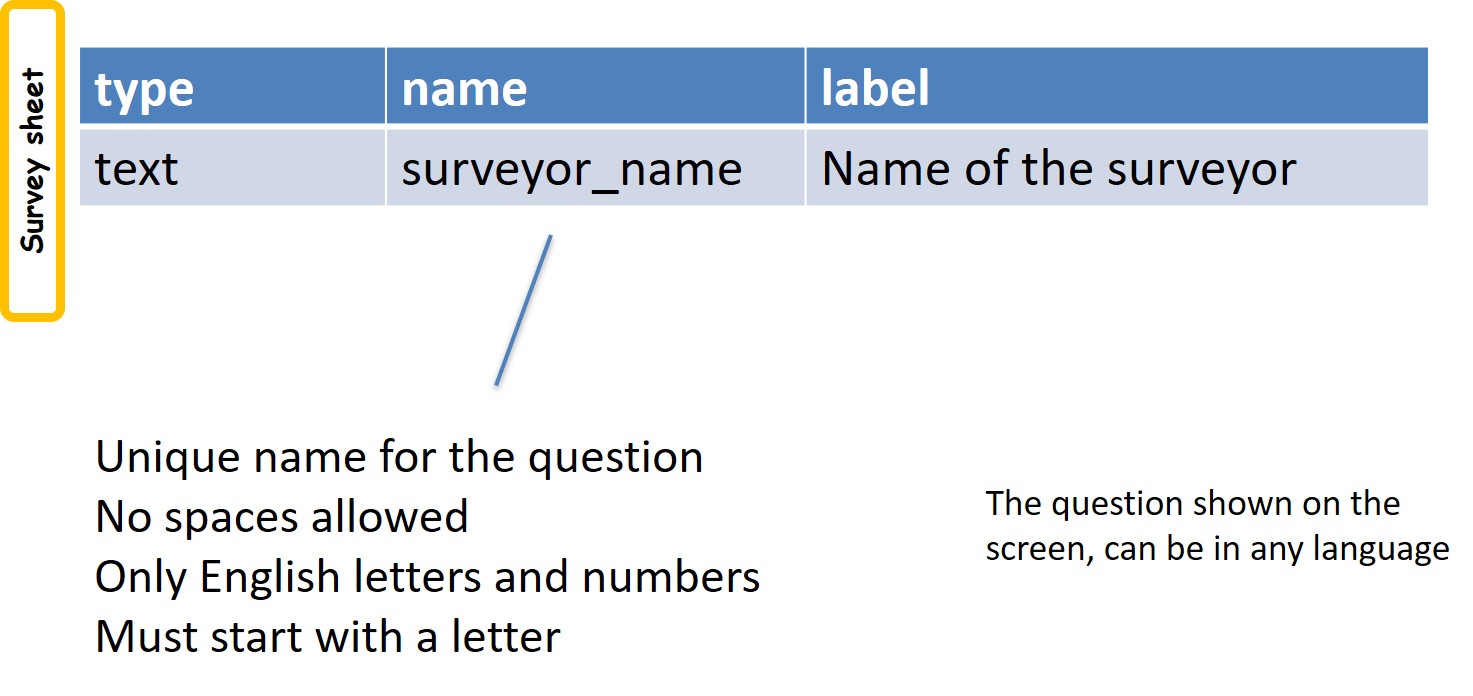 Survey sheet
type name label
text surveyor_name Name of the surveyor
Unique name for the question
No spaces allowed
Only English letters and numbers
Must start with a letter
The question shown on the
screen, can be in any language